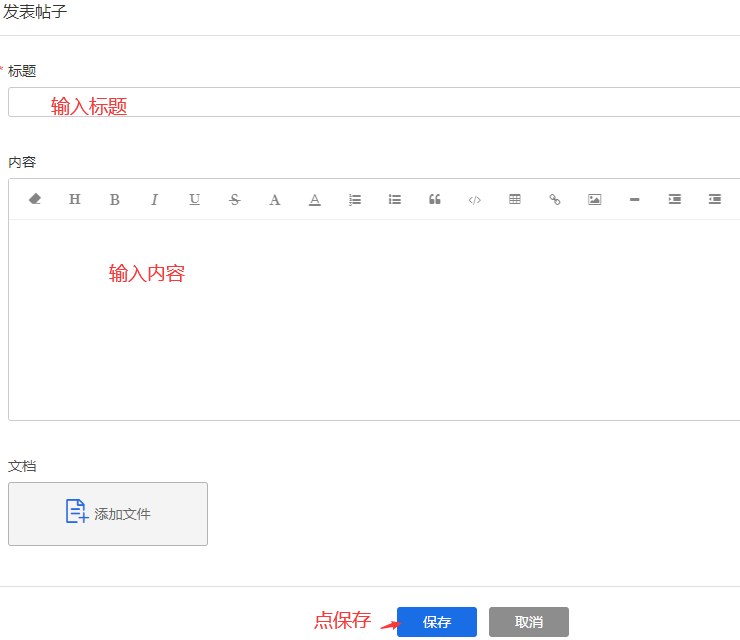 发表帖子
* 标题
输入标题
内容
H B I U S A A
输入内容
文档
添加文件
点保存 保存 取消